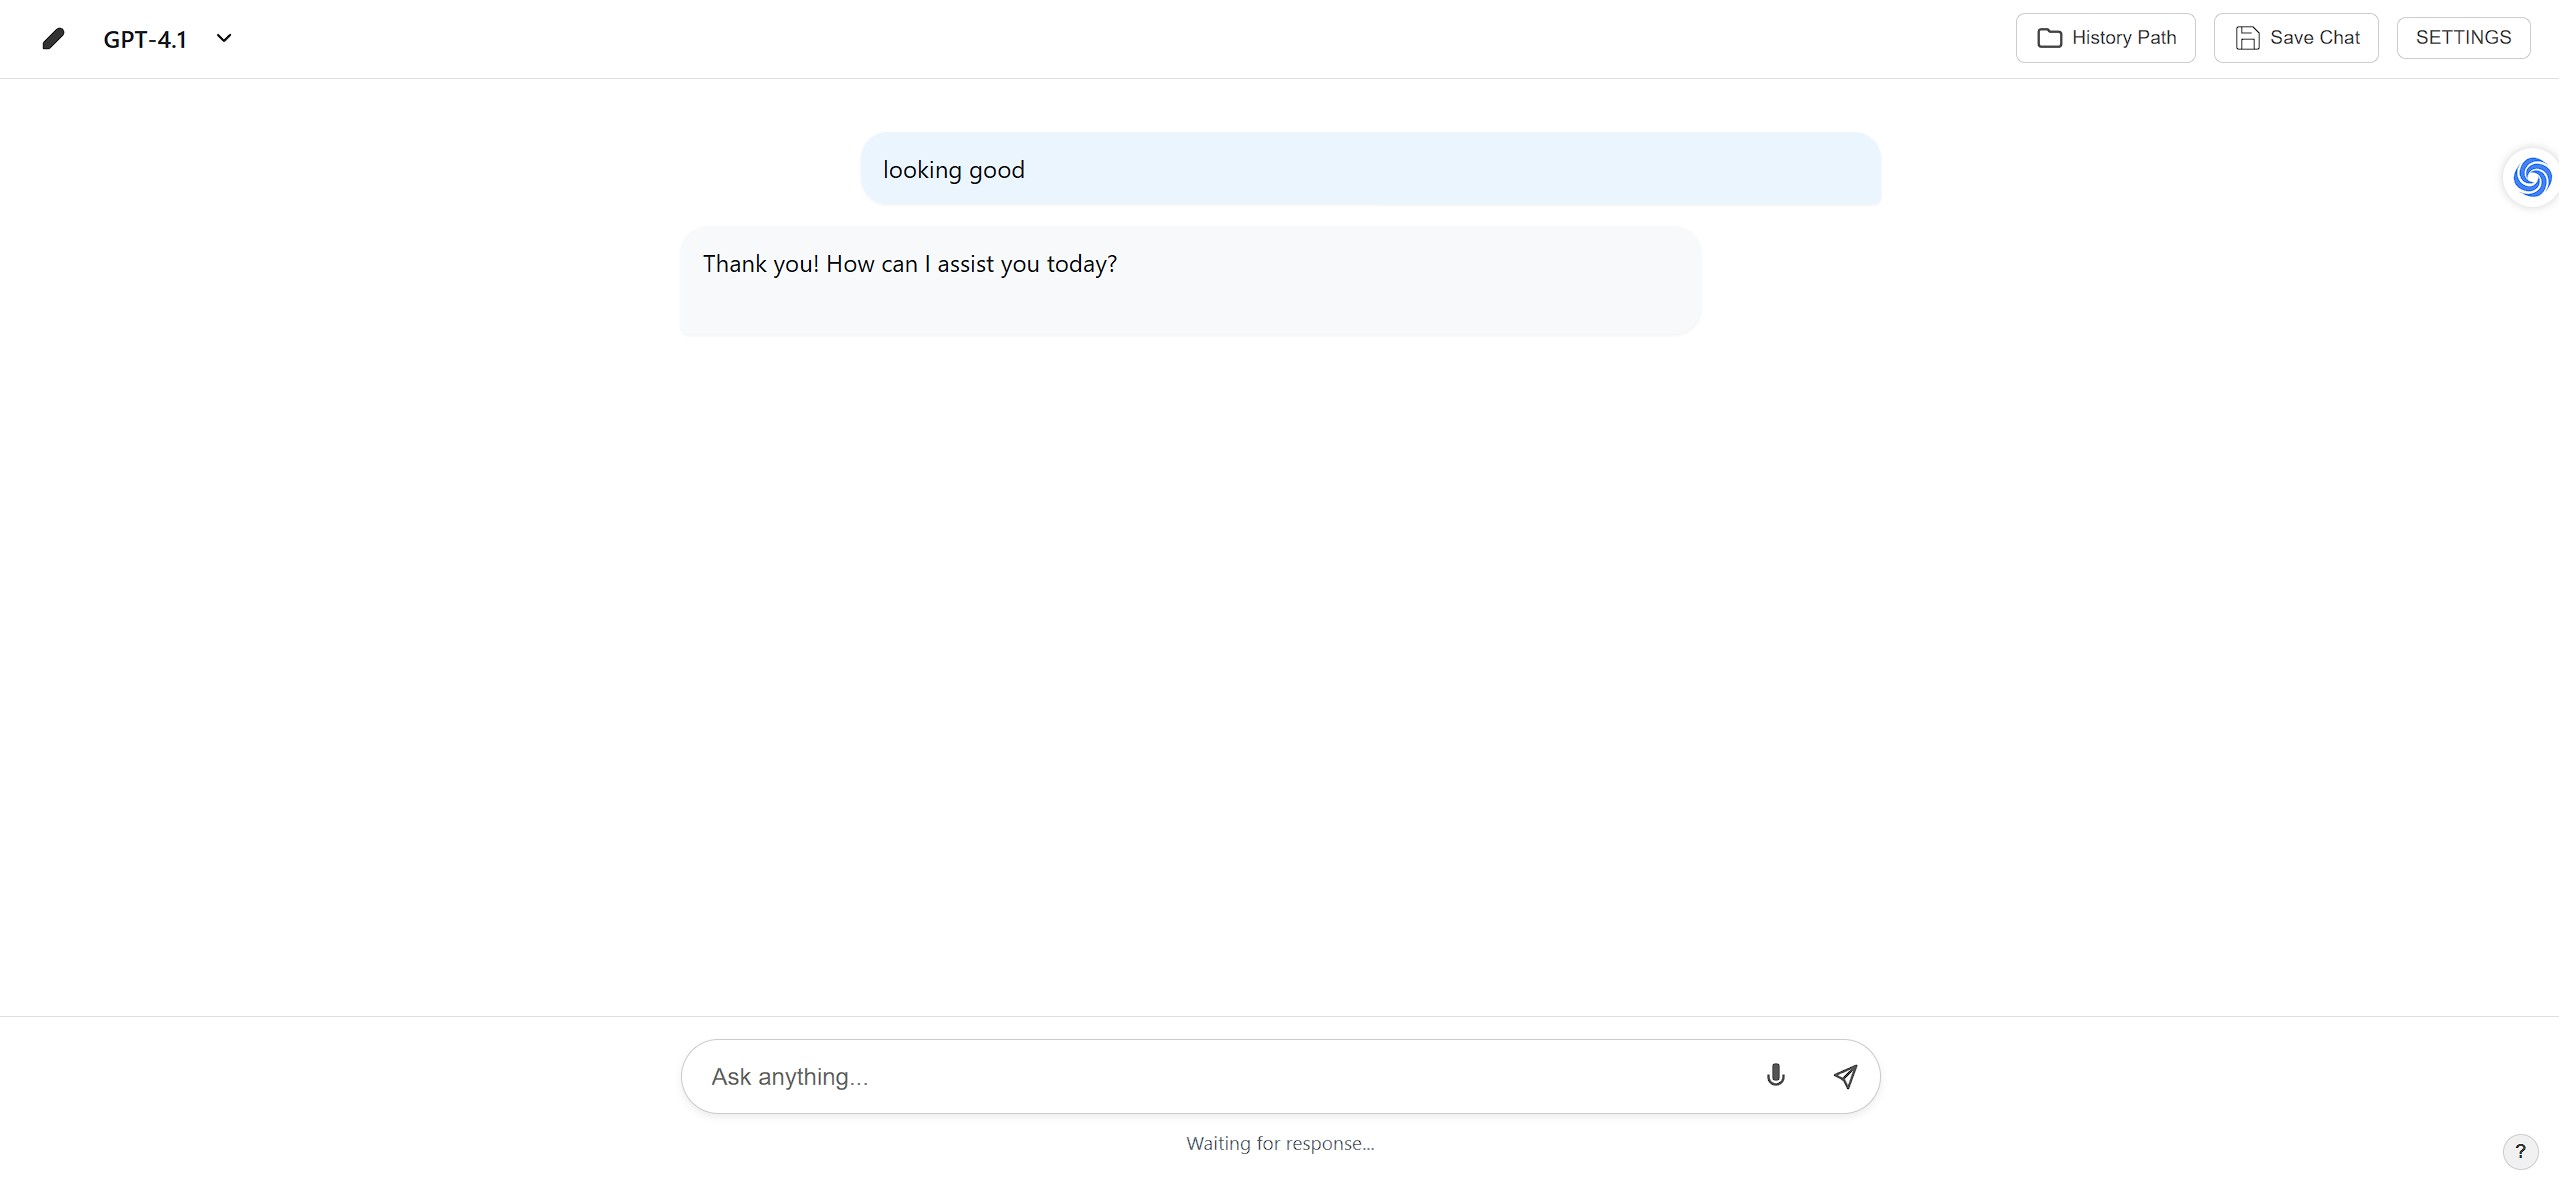 GPT-4.1
History Path
Save Chat
SETTINGS
looking good
Thank you! How can I assist you today?
Ask anything...
Waiting for response...
?